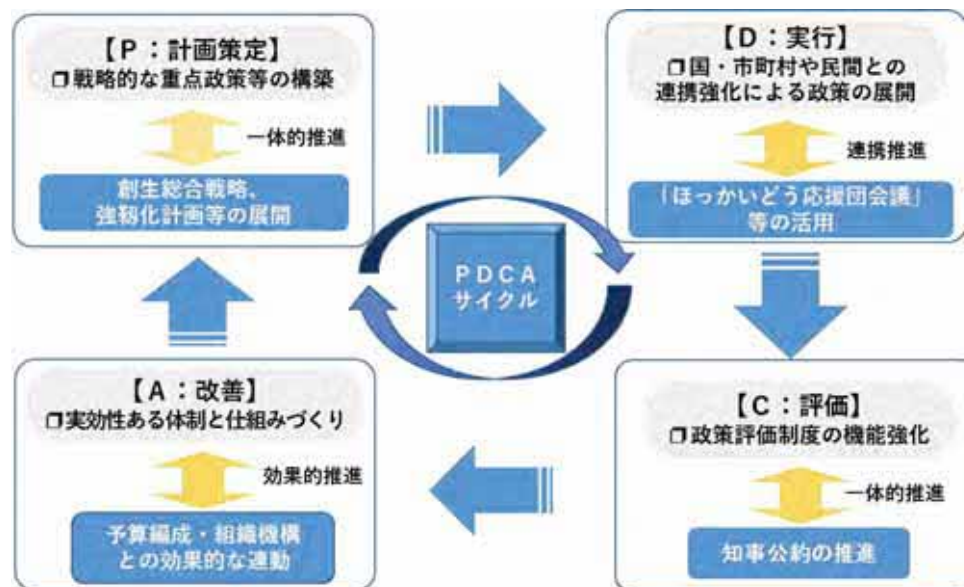 【P：計画策定】
❒戦略的な重点政策等の構築
一体的推進
創生総合戦略、
強靱化計画等の展開
【D：実行】
❒国・市町村や民間との
連携強化による政策の展開
連携推進
「ほっかいどう応援団会議」
等の活用
PDCA
サイクル
【A：改善】
❒実効性ある体制と仕組みづくり
効果的推進
予算編成・組織機構
との効果的な連動
【C：評価】
❒政策評価制度の機能強化
一体的推進
知事公約の推進